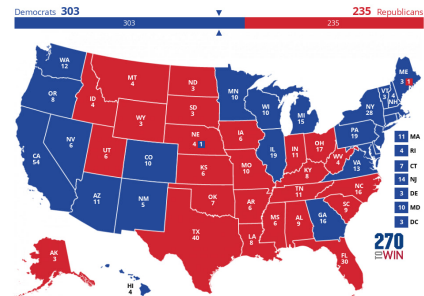 Democrats 303
235 Republicans
303
235
WA
12
OR
8
CA
54
NV
6
ID
4
MT
4
WY
3
UT
6
AZ
11
CO
10
NM
5
ND
3
SD
3
NE
4 1
KS
6
OK
7
TX
40
MN
10
IA
6
MO
10
AR
6
LA
8
WI
10
IL
19
MI
15
IN
11
OH
17
KY
8
TN
11
MS
6
AL
9
GA
16
FL
30
SC
9
NC
16
VA
13
WV
4
PA
19
NY
28
VT
3
NH
4
ME
3 1
11 MA
4 RI
7 CT
14 NJ
3 DE
10 MD
3 DC
AK
3
HI
4
270
TO WIN